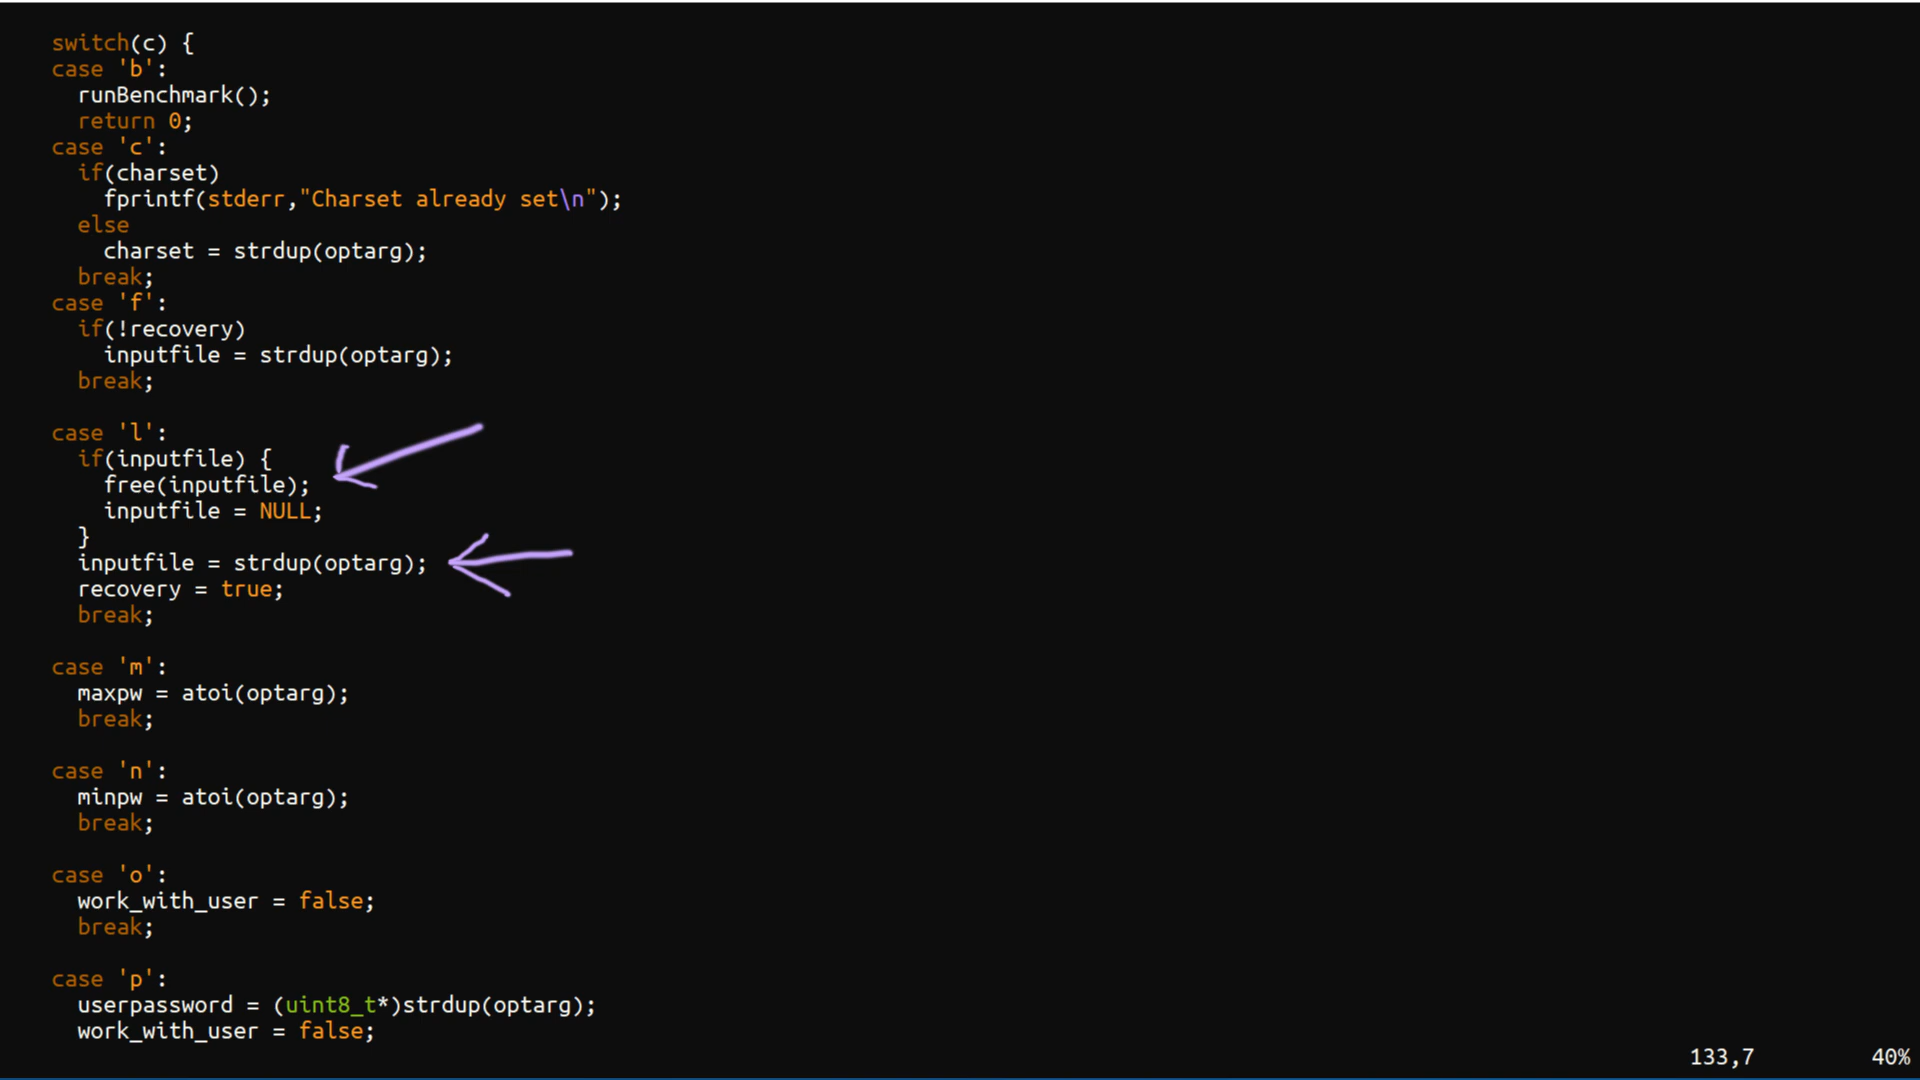 switch(c) {
case 'b':
runBenchmark();
return 0;
case 'c':
if(charset)
fprintf(stderr,"Charset already set\n");
else
charset = strdup(optarg);
break;
case 'f':
if(!recovery)
inputfile = strdup(optarg);
break;
case 'l':
if(inputfile) {
free(inputfile);
inputfile = NULL;
}
inputfile = strdup(optarg);
recovery = true;
break;
case 'm':
maxpw = atoi(optarg);
break;
case 'n':
minpw = atoi(optarg);
break;
case 'o':
work_with_user = false;
break;
case 'p':
userpassword = (uint8_t*)strdup(optarg);
work_with_user = false;
133,7 40%